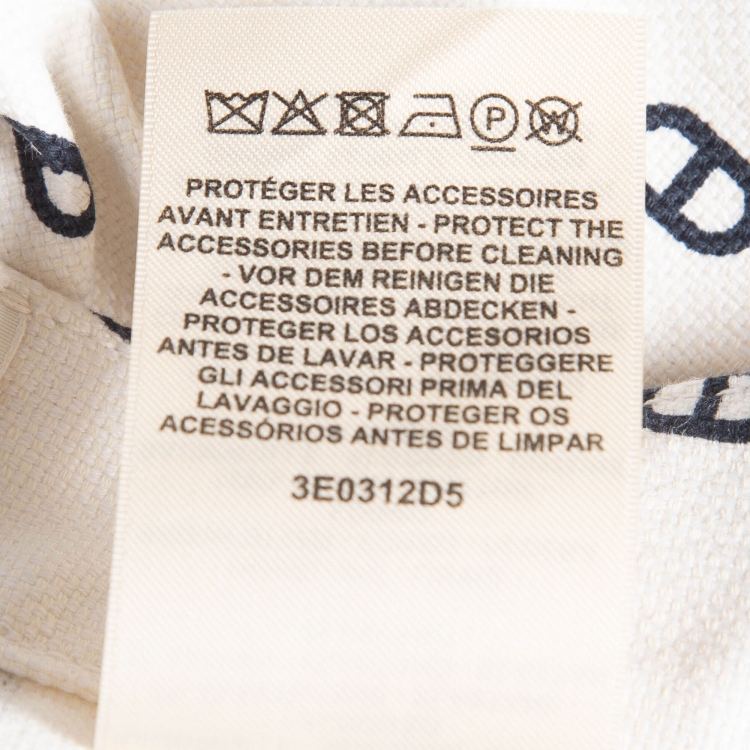 P W
PROTÉGER LES ACCESSOIRES
AVANT ENTRETIEN - PROTECT THE
ACCESSORIES BEFORE CLEANING
- VOR DEM REINIGEN DIE
ACCESSOIRES ABDECKEN -
PROTEGER LOS ACCESORIOS
ANTES DE LAVAR - PROTEGGERE
GLI ACCESSORI PRIMA DEL
LAVAGGIO - PROTEGER OS
ACESSÓRIOS ANTES DE LIMPAR
3E0312D5